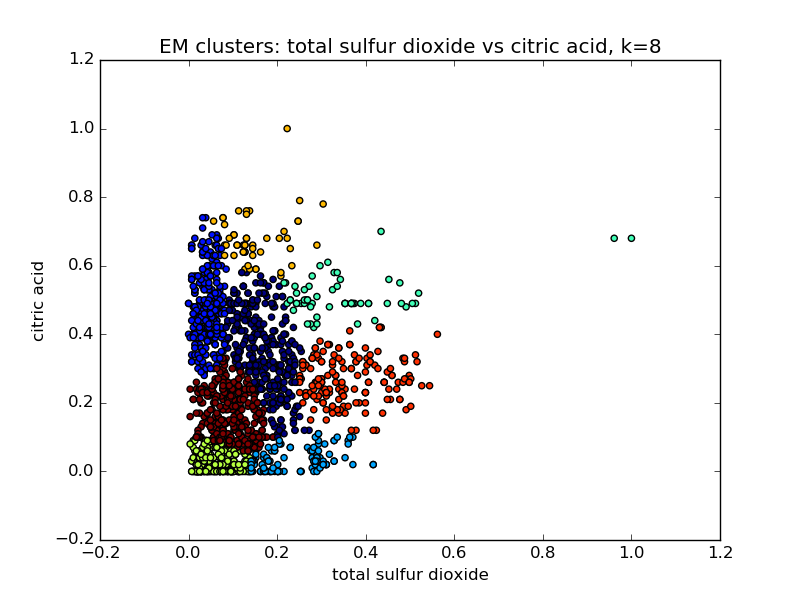 EM clusters: total sulfur dioxide vs citric acid, k=8
1.2
1.0
0.8
0.6
0.4
0.2
0.0
−0.2
citric acid
−0.2 0.0 0.2 0.4 0.6 0.8 1.0 1.2
total sulfur dioxide